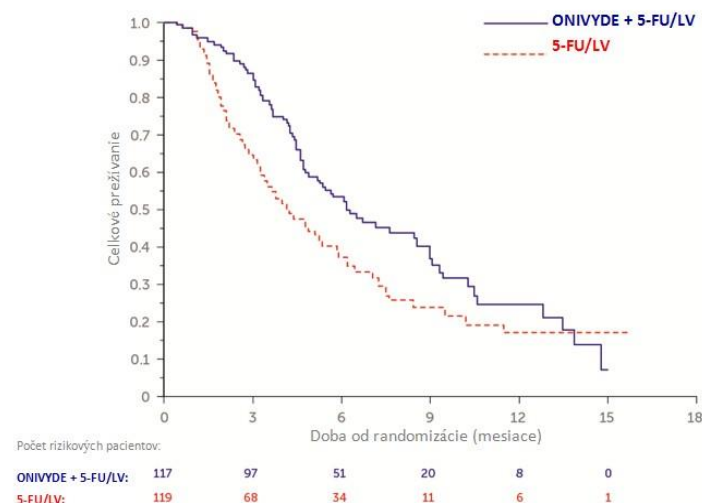 ONIVYDE + 5-FU/LV
5-FU/LV
Celkové prežívanie
1.0
0.9
0.8
0.7
0.6
0.5
0.4
0.3
0.2
0.1
0
0 3 6 9 12 15 18
Doba od randomizácie (mesiace)
Počet rizikových pacientov:
ONIVYDE + 5-FU/LV: 117 97 51 20 8 0
5-FU/LV: 119 68 34 11 6 1